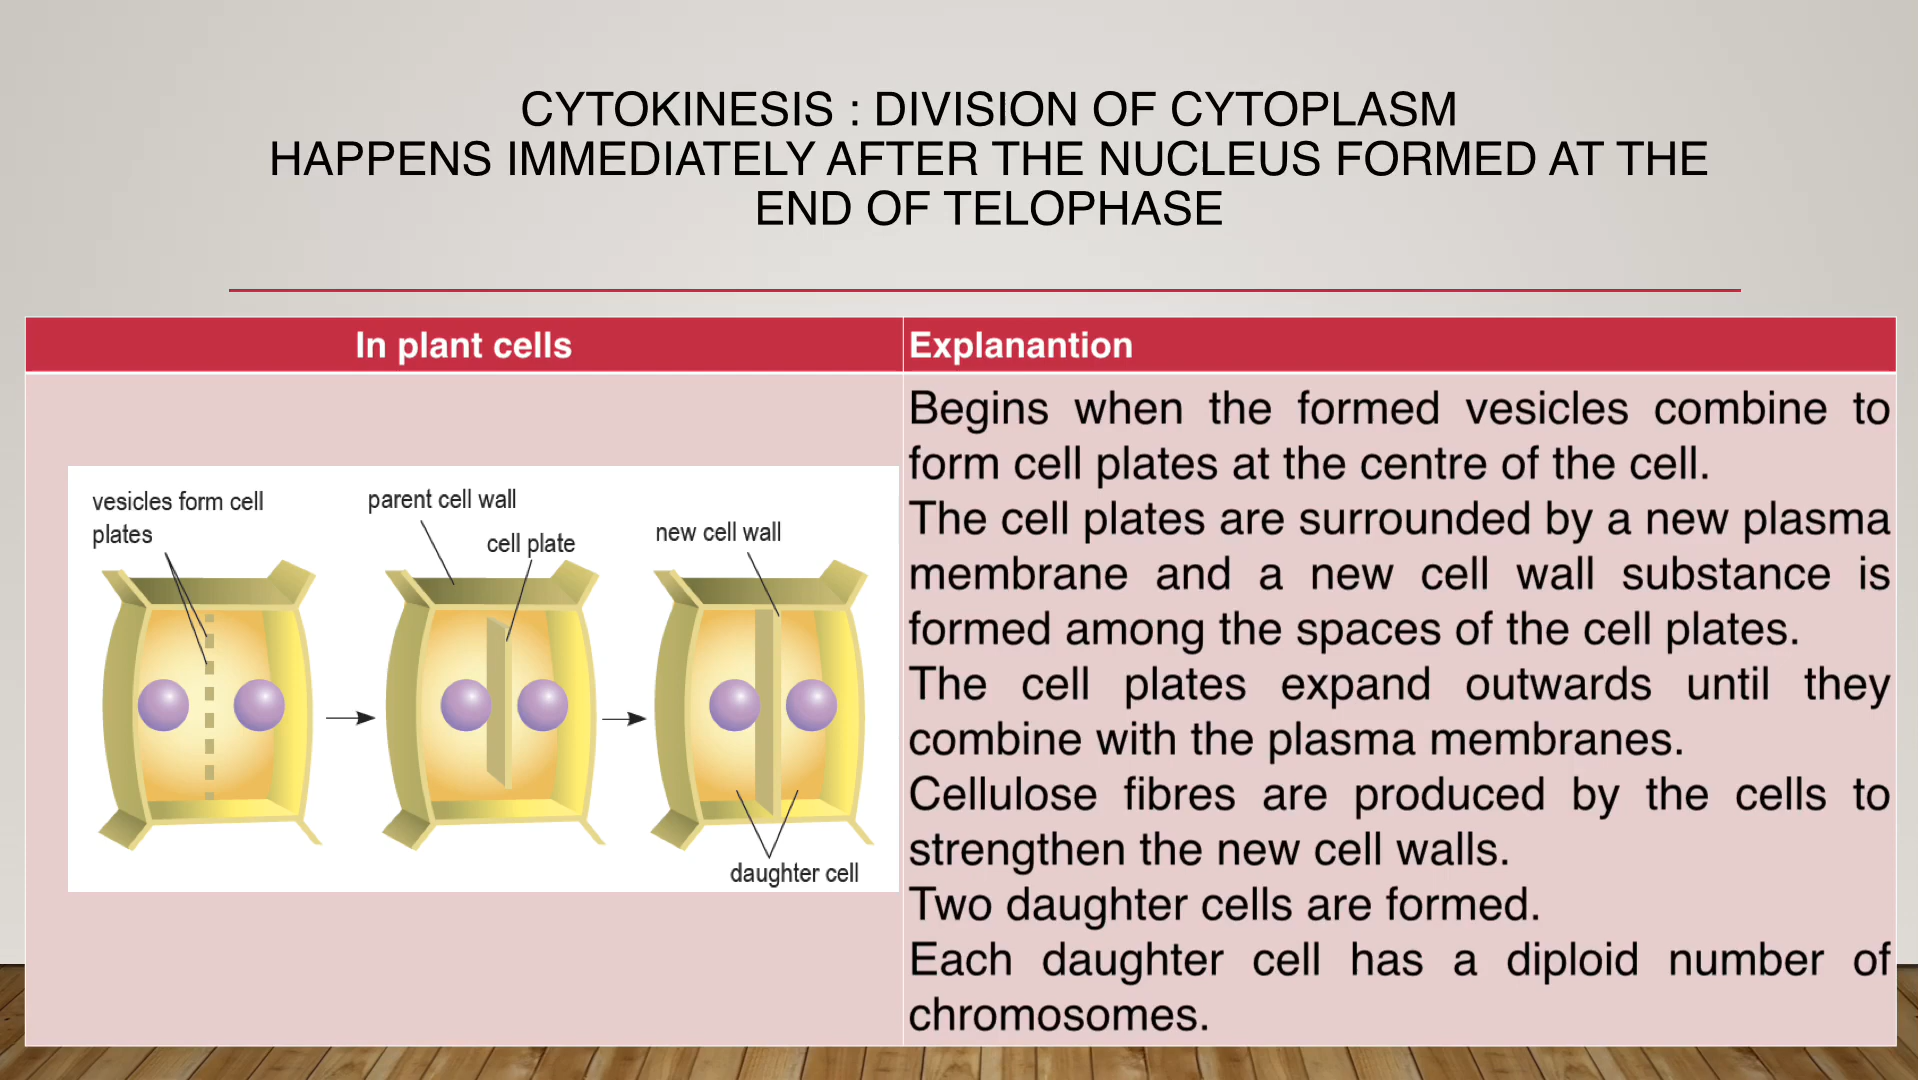 CYTOKINESIS : DIVISION OF CYTOPLASM
HAPPENS IMMEDIATELY AFTER THE NUCLEUS FORMED AT THE
END OF TELOPHASE
In plant cells
Explanantion
vesicles form cell
plates
parent cell wall
cell plate
new cell wall
daughter cell
Begins when the formed vesicles combine to
form cell plates at the centre of the cell.
The cell plates are surrounded by a new plasma
membrane and a new cell wall substance is
formed among the spaces of the cell plates.
The cell plates expand outwards until they
combine with the plasma membranes.
Cellulose fibres are produced by the cells to
strengthen the new cell walls.
Two daughter cells are formed.
Each daughter cell has a diploid number of
chromosomes.